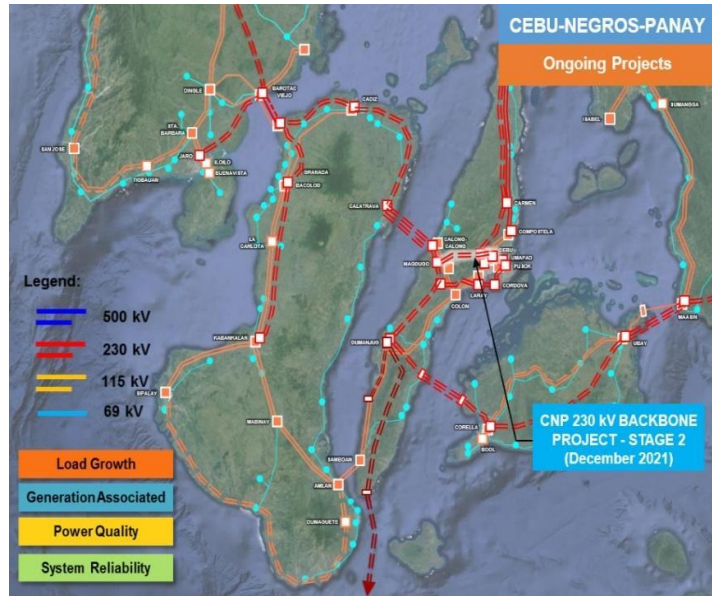 CEBU-NEGROS-PANAY
Ongoing Projects
BAROTAC
VIEJO
CADIZ
DINGLE
STA.
BARBARA
SAN JOSE
JARO
ILOILO
BUENAVISTA
TIGBAUAN
GRANADA
BACOLOD
ISABEL
SUMANGGA
CALATRAVA
CARMEN
COMPOSTELA
LA
CARLOTA
CALONG-
CALONG
CEBU
UMAPAD
PUSOK
MAGDUGO
LARAY
CORDOVA
COLON
MAASIN
Legend:
500 kV
230 kV
115 kV
69 kV
KABANKALAN
DUMANJUG
UBAY
SIPALAY
CORELLA
MABINAY
CNP 230 kV BACKBONE
PROJECT - STAGE 2
(December 2021)
SAMBOAN
AMLAN
DUMAGUETE
Load Growth
Generation Associated
Power Quality
System Reliability